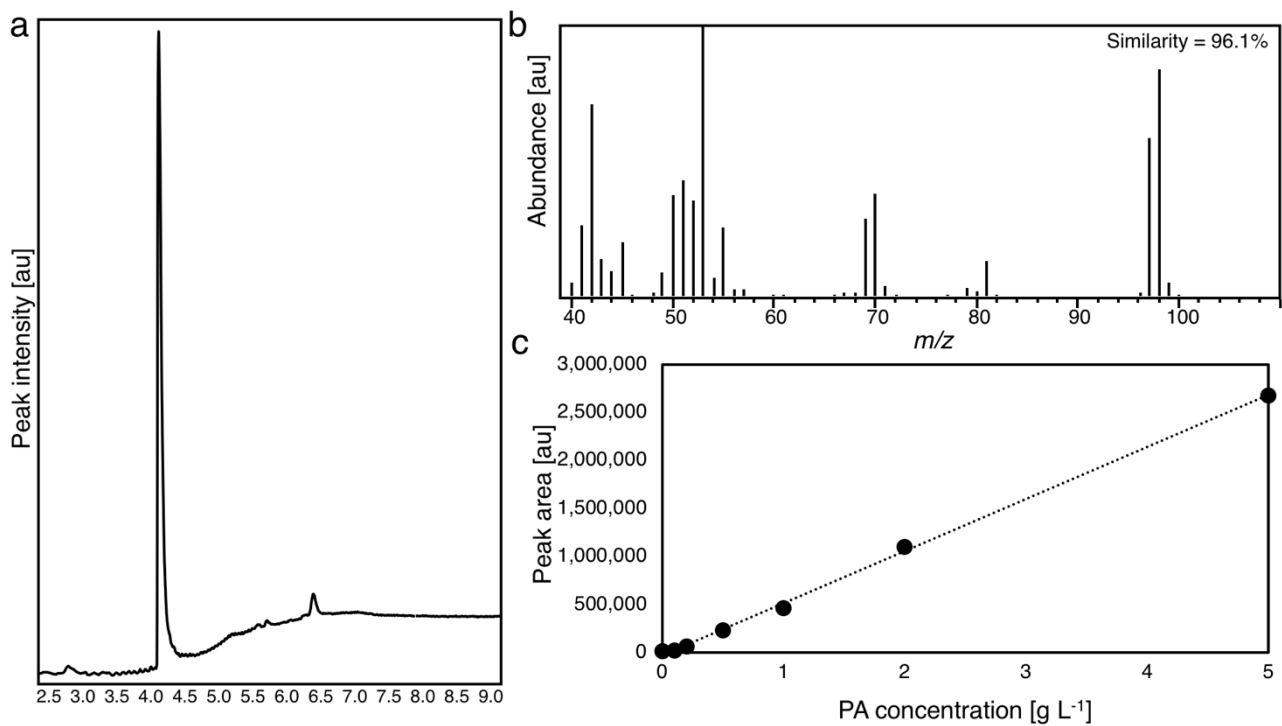 a
Peak intensity [au]
2.5 3.0 3.5 4.0 4.5 5.0 5.5 6.0 6.5 7.0 7.5 8.0 8.5 9.0
b
Similarity = 96.1%
Abundance [au]
40 50 60 70 80 90 100
m/z
c
3,000,000
2,500,000
2,000,000
1,500,000
1,000,000
500,000
0
Peak area [au]
0 1 2 3 4 5
PA concentration [g L-1]